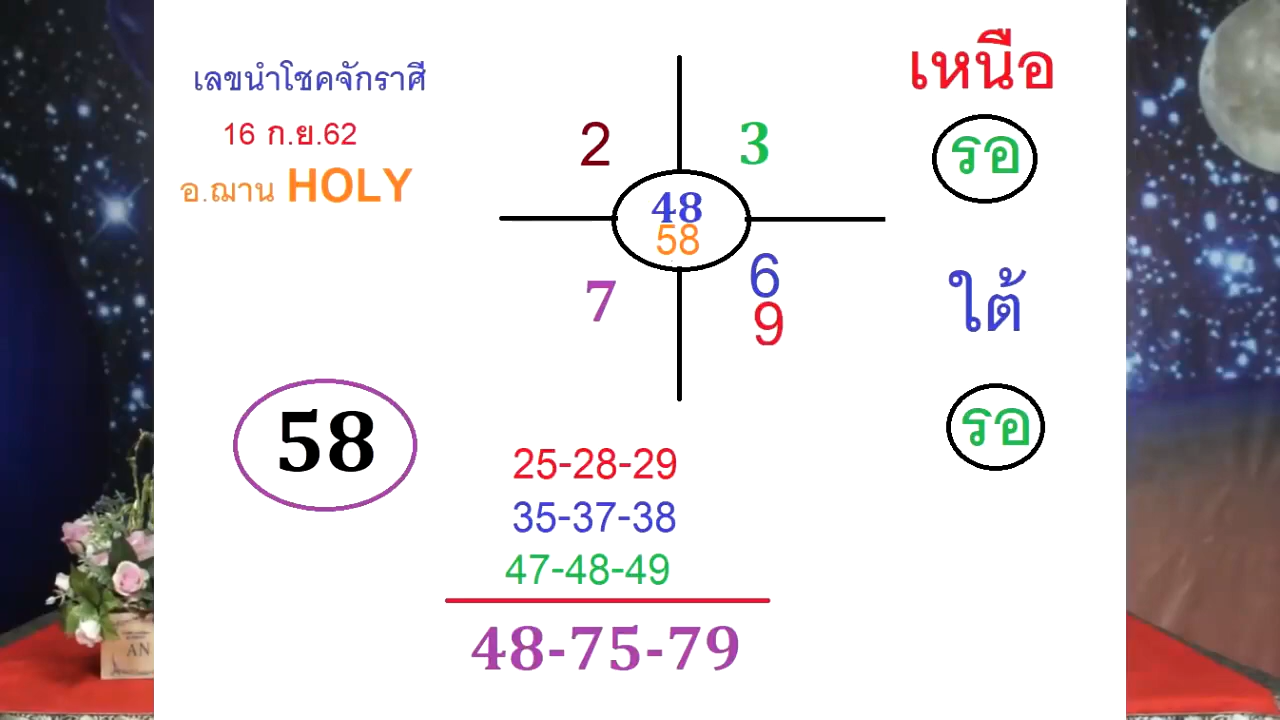 เลขนำโชคจักราศี
16 ก.ย.62
อ.ฌาน HOLY
2
3
48
58
7
6
9
58
25-28-29
35-37-38
47-48-49
48-75-79
เหนือ
รอ
ใต้
รอ
AN